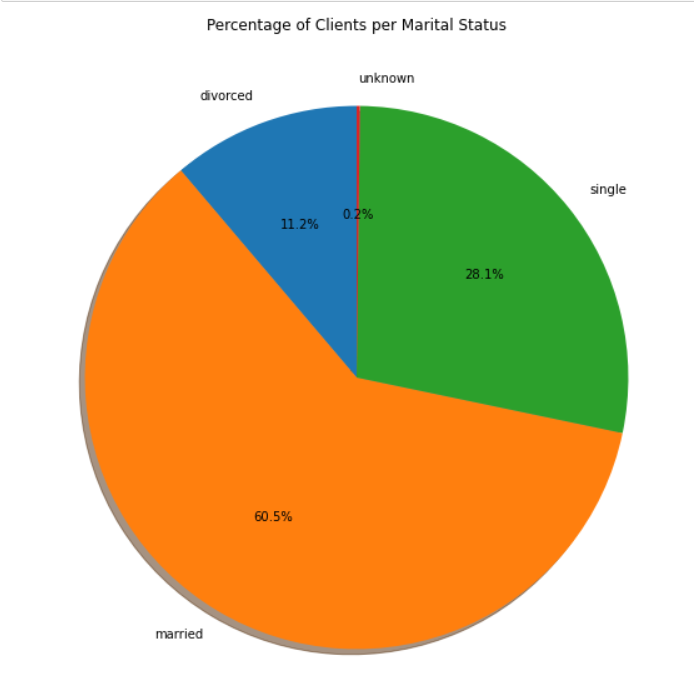 Percentage of Clients per Marital Status
unknown
divorced
single
0.2%
11.2%
28.1%
60.5%
married